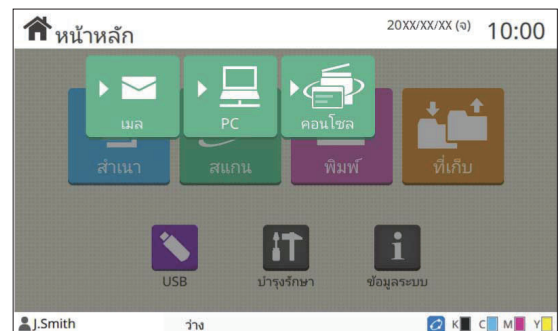 หน้าหลัก
20XX/XX/XX (จ) 10:00
เมล PC คอนโซล
สำเนา สแกน พิมพ์ ที่เก็บ
USB บำรุงรักษา ข้อมูลระบบ
J.Smith ว่าง K C M Y